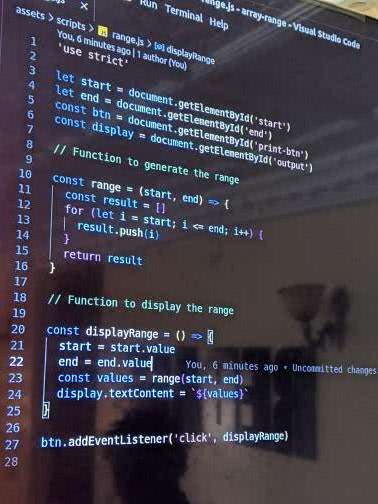 Run Terminal Help
range.js - array-range - Visual Studio Code
assets > scripts > range.js > displayRange
You, 6 minutes ago | 1 author (You)
1 'use strict'
2
3 let start = document.getElementById('start')
4 let end = document.getElementById('end')
5 const btn = document.getElementById('print-btn')
6 const display = document.getElementById('output')
7
8 // Function to generate the range
9
10 const range = (start, end) => {
11 const result = []
12 for (let i = start; i <= end; i++) {
13 result.push(i)
14 }
15 return result
16 }
17
18 // Function to display the range
19
20 const displayRange = () => {
21 start = start.value
22 end = end.value You, 6 minutes ago • Uncommitted changes
23 const values = range(start, end)
24 display.textContent = `${values}`
25 }
26
27 btn.addEventListener('click', displayRange)
28